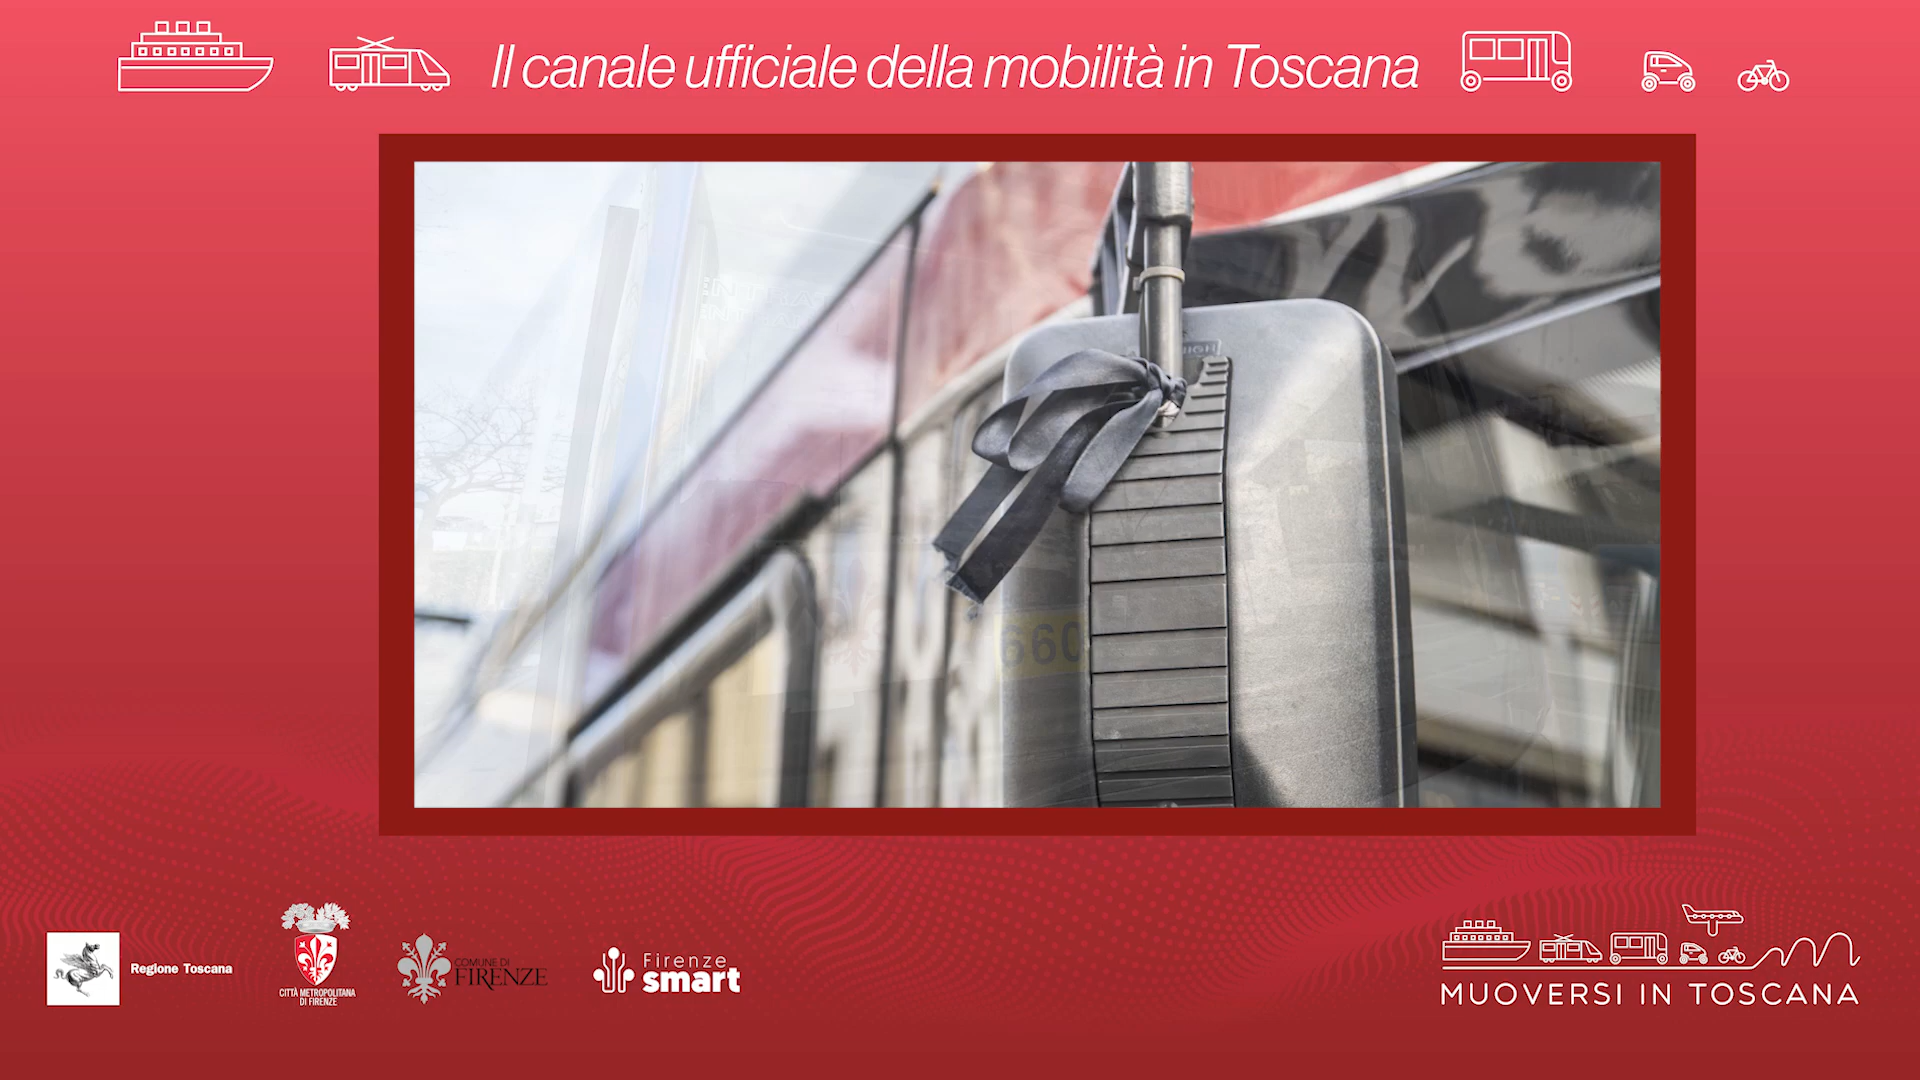 Il canale ufficiale della mobilità in Toscana
660
Regione Toscana
CITTÀ METROPOLITANA
DI FIRENZE
COMUNE DI
FIRENZE
Firenze
smart
MUOVERSI IN TOSCANA